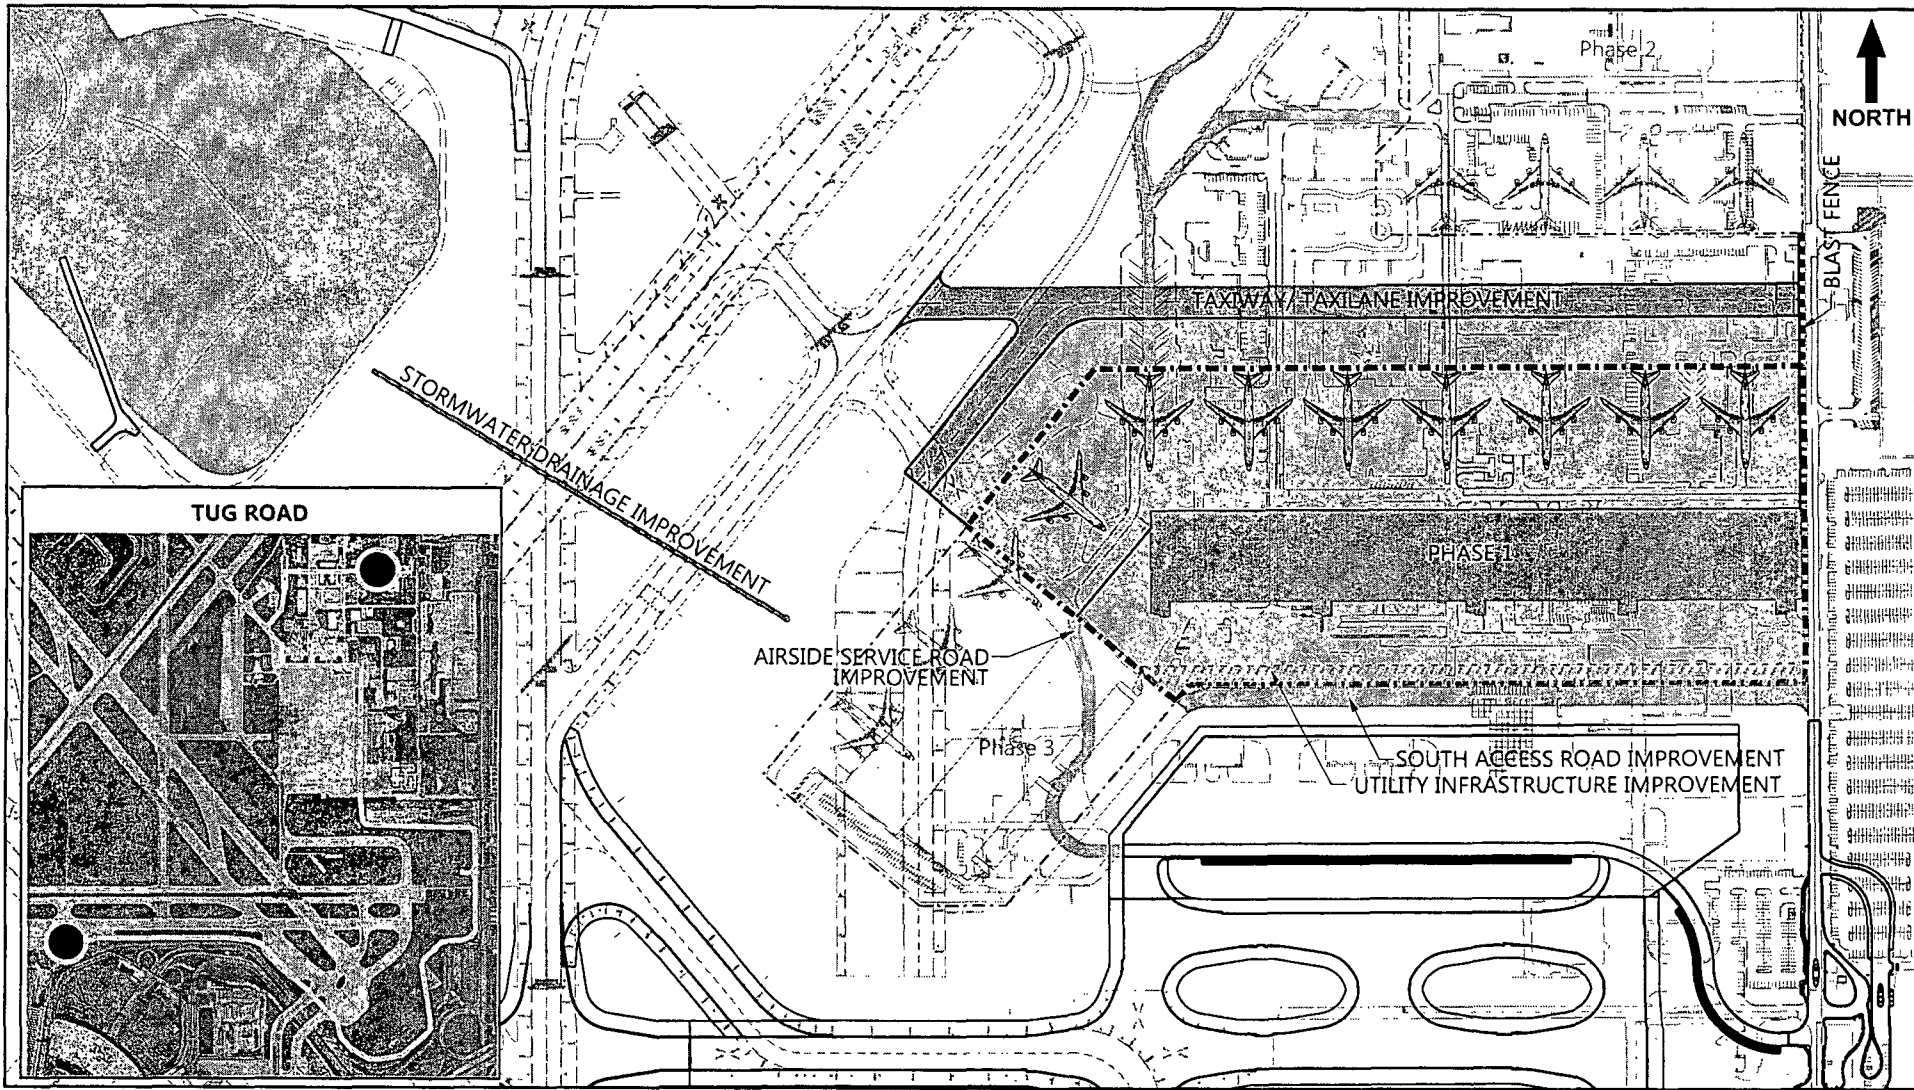 Phase 2
NORTH
BLAST FENCE
TAXIWAY/ TAXILANE IMPROVEMENT
STORMWATER DRAINAGE IMPROVEMENT
TUG ROAD
PHASE 1
AIRSIDE SERVICE ROAD
IMPROVEMENT
Phase 3
SOUTH ACCESS ROAD IMPROVEMENT
UTILITY INFRASTRUCTURE IMPROVEMENT